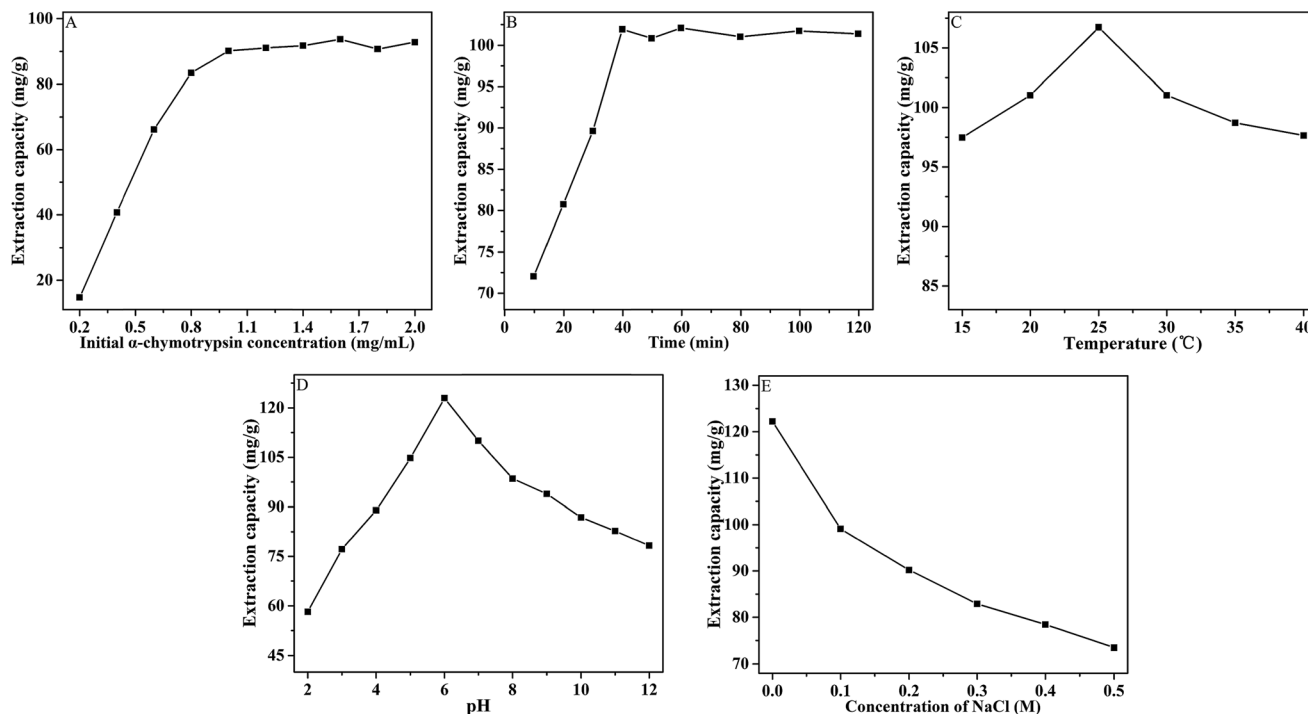 A
Extraction capacity (mg/g)
100
80
60
40
20
0.2 0.5 0.8 1.1 1.4 1.7 2.0
Initial α-chymotrypsin concentration (mg/mL)
B
Extraction capacity (mg/g)
100
95
90
85
80
75
70
0 20 40 60 80 100 120
Time (min)
C
Extraction capacity (mg/g)
105
100
95
90
85
15 20 25 30 35 40
Temperature (℃)
D
Extraction capacity (mg/g)
120
105
90
75
60
45
2 4 6 8 10 12
pH
E
Extraction capacity (mg/g)
130
120
110
100
90
80
70
0.0 0.1 0.2 0.3 0.4 0.5
Concentration of NaCl (M)